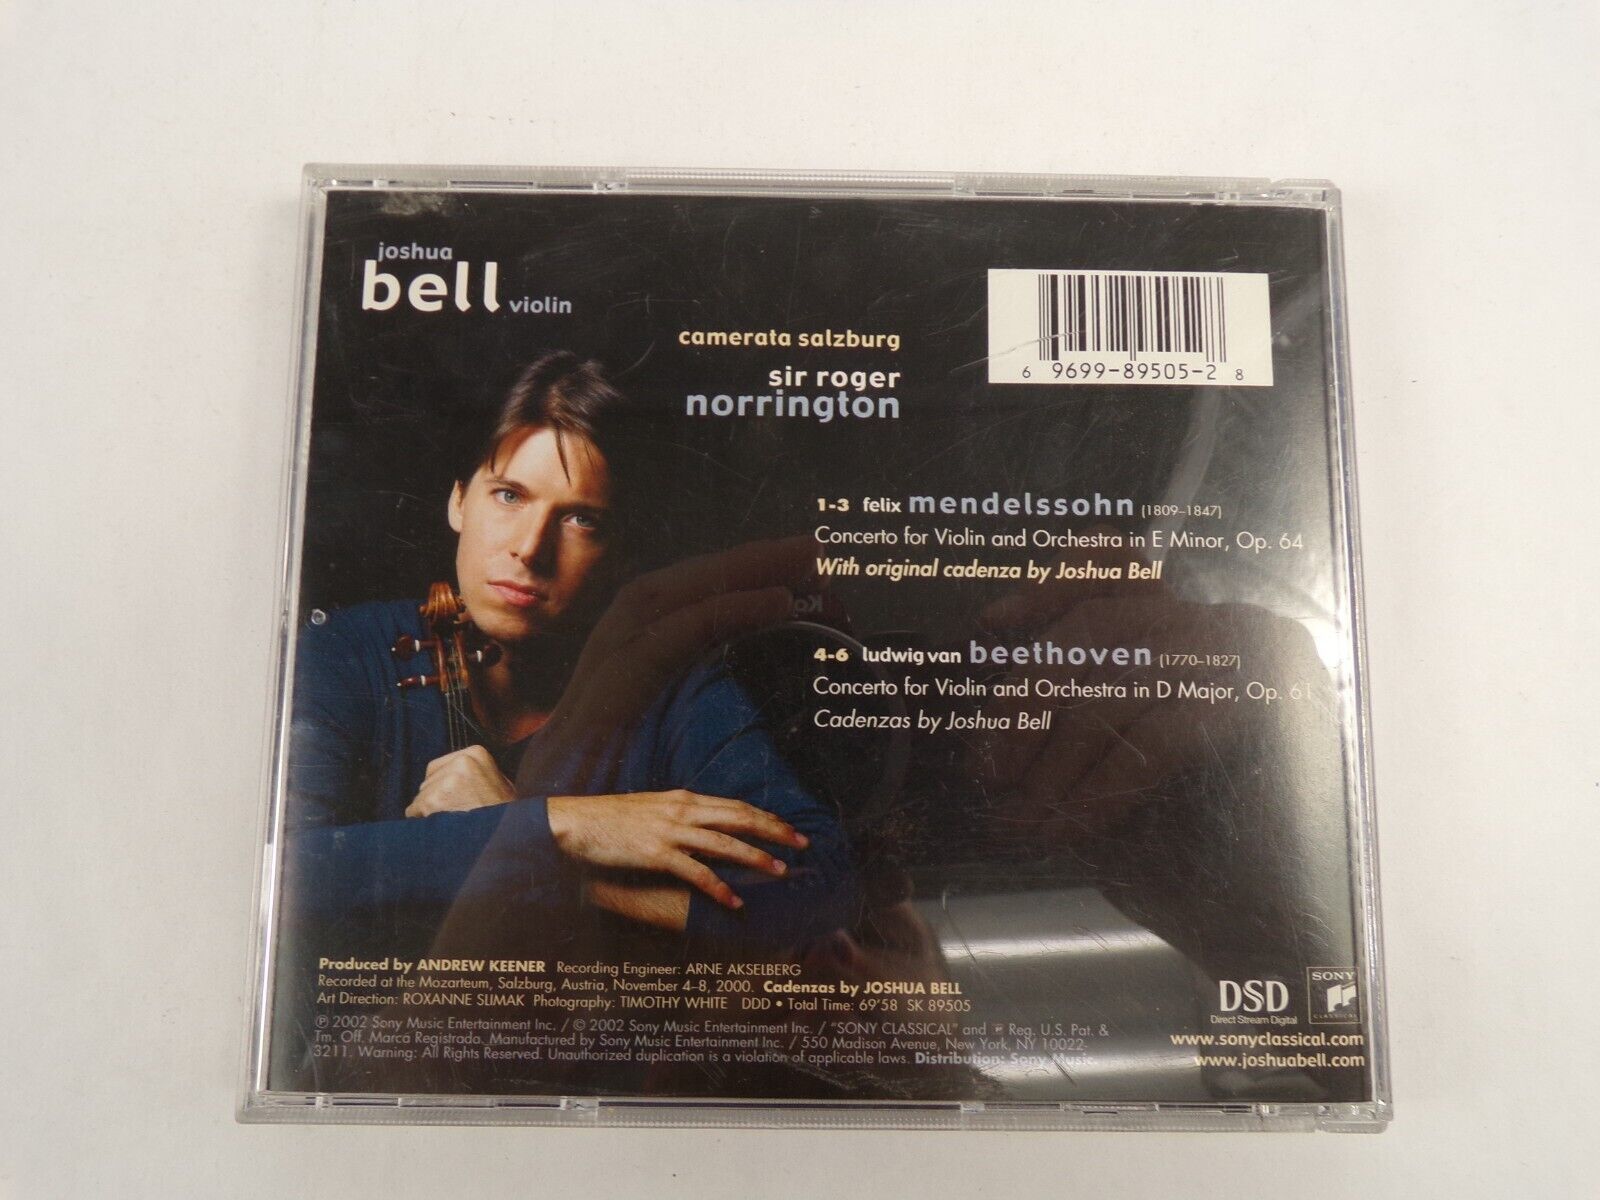 joshua
bell violin
camerata salzburg
sir roger
norrington
6 9699-89505-2 8
1-3 felix mendelssohn (1809–1847)
Concerto for Violin and Orchestra in E Minor, Op. 64
With original cadenza by Joshua Bell
4-6 ludwig van beethoven (1770–1827)
Concerto for Violin and Orchestra in D Major, Op. 61
Cadenzas by Joshua Bell
Produced by ANDREW KEENER Recording Engineer: ARNE AKSELBERG
Recorded at the Mozarteum, Salzburg, Austria, November 4–8, 2000. Cadenzas by JOSHUA BELL
Art Direction: ROXANNE SLIMAK Photography: TIMOTHY WHITE DDD • Total Time: 69'58 SK 89505
℗ 2002 Sony Music Entertainment Inc. / © 2002 Sony Music Entertainment Inc. / "SONY CLASSICAL" and Reg. U.S. Pat. &
Tm. Off. Marca Registrada. Manufactured by Sony Music Entertainment Inc. / 550 Madison Avenue, New York, NY 10022-
3211. Warning: All Rights Reserved. Unauthorized duplication is a violation of applicable laws. Distribution: Sony Music.
DSD
Direct Stream Digital
SONY
CLASSICAL
www.sonyclassical.com
www.joshuabell.com